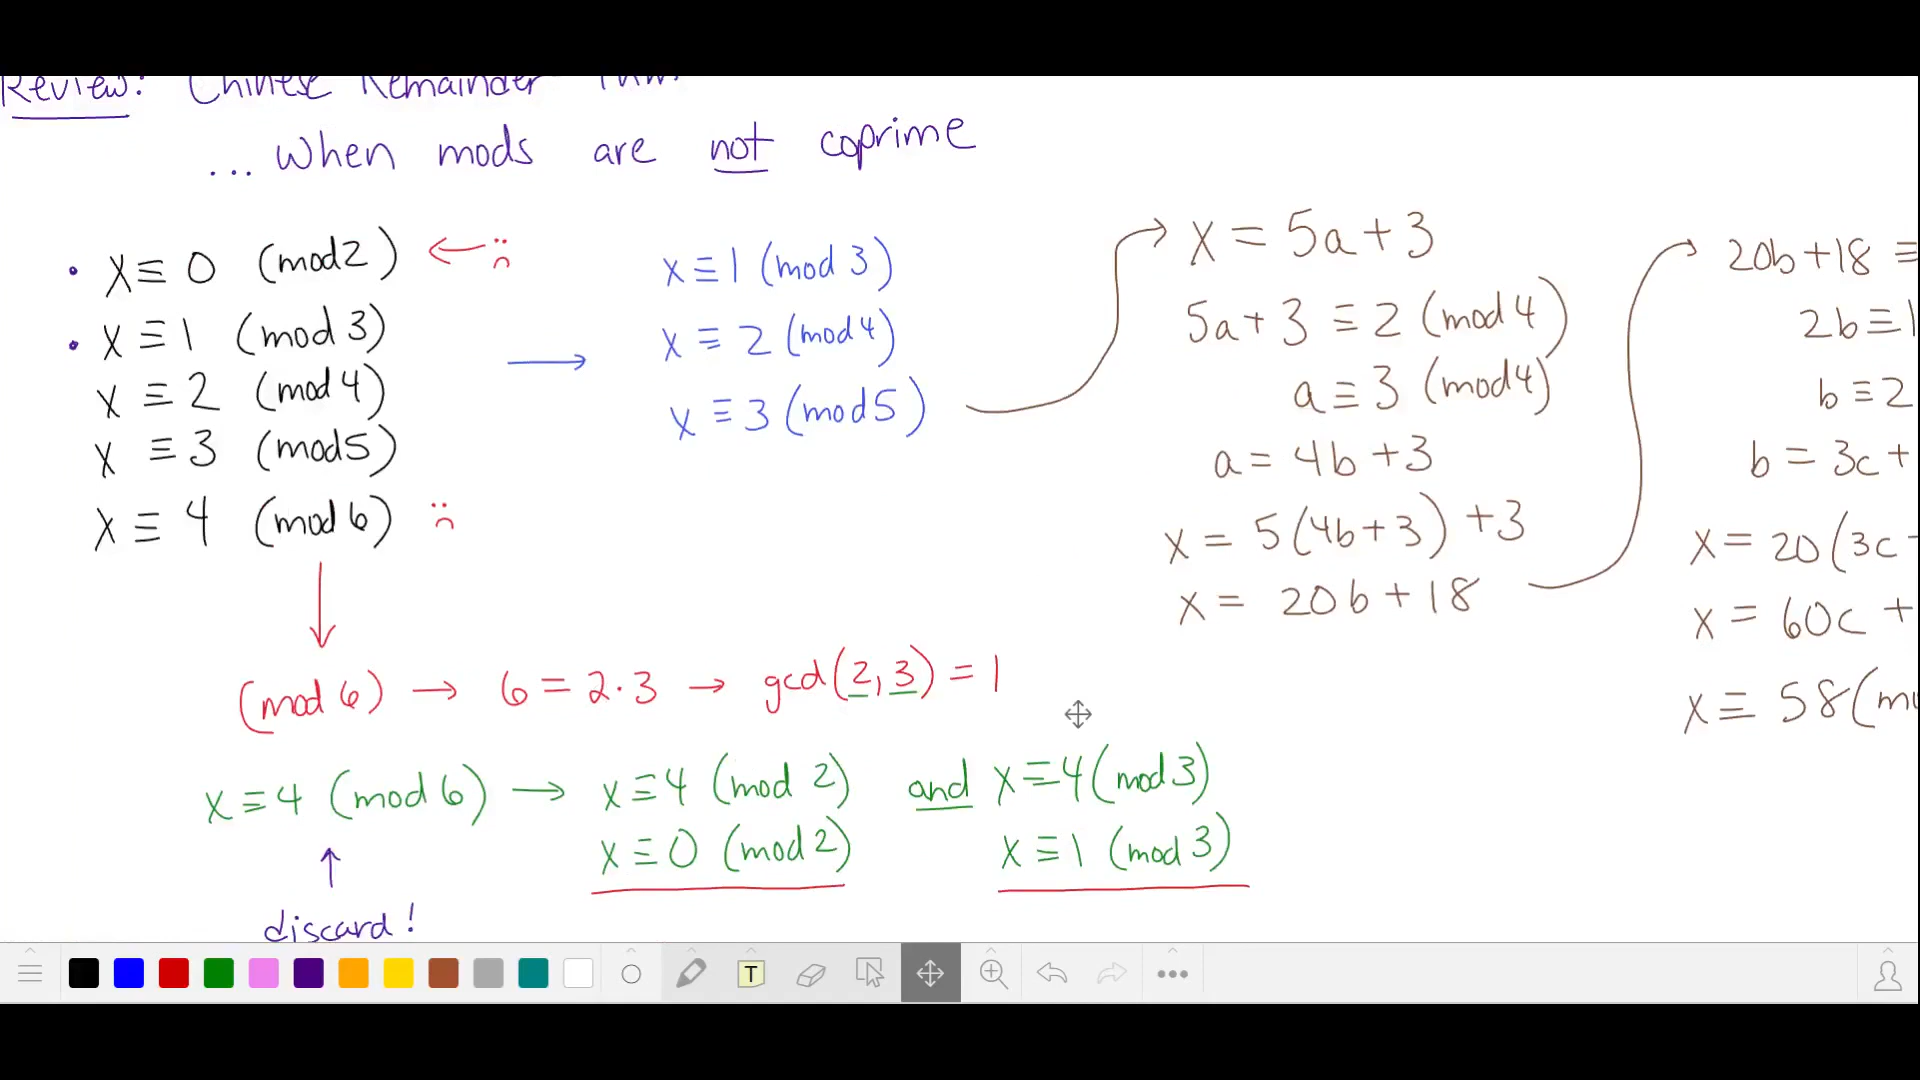 Review: Chinese Remainder Thm.
... when mods are not coprime
• x ≡ 0 (mod 2) ← :(
• x ≡ 1 (mod 3)
x ≡ 2 (mod 4)
x ≡ 3 (mod 5)
x ≡ 4 (mod 6) :(
→
x ≡ 1 (mod 3)
x ≡ 2 (mod 4)
x ≡ 3 (mod 5)
x = 5a + 3
5a + 3 ≡ 2 (mod 4)
a ≡ 3 (mod 4)
a = 4b + 3
x = 5(4b + 3) + 3
x = 20b + 18
20b + 18 ≡
2b ≡ 1
b ≡ 2
b = 3c +
x = 20(3c
x = 60c +
x ≡ 58 (m
(mod 6) → 6 = 2·3 → gcd(2, 3) = 1
x ≡ 4 (mod 6) → x ≡ 4 (mod 2) and x ≡ 4 (mod 3)
x ≡ 0 (mod 2) x ≡ 1 (mod 3)
↑
discard!
T